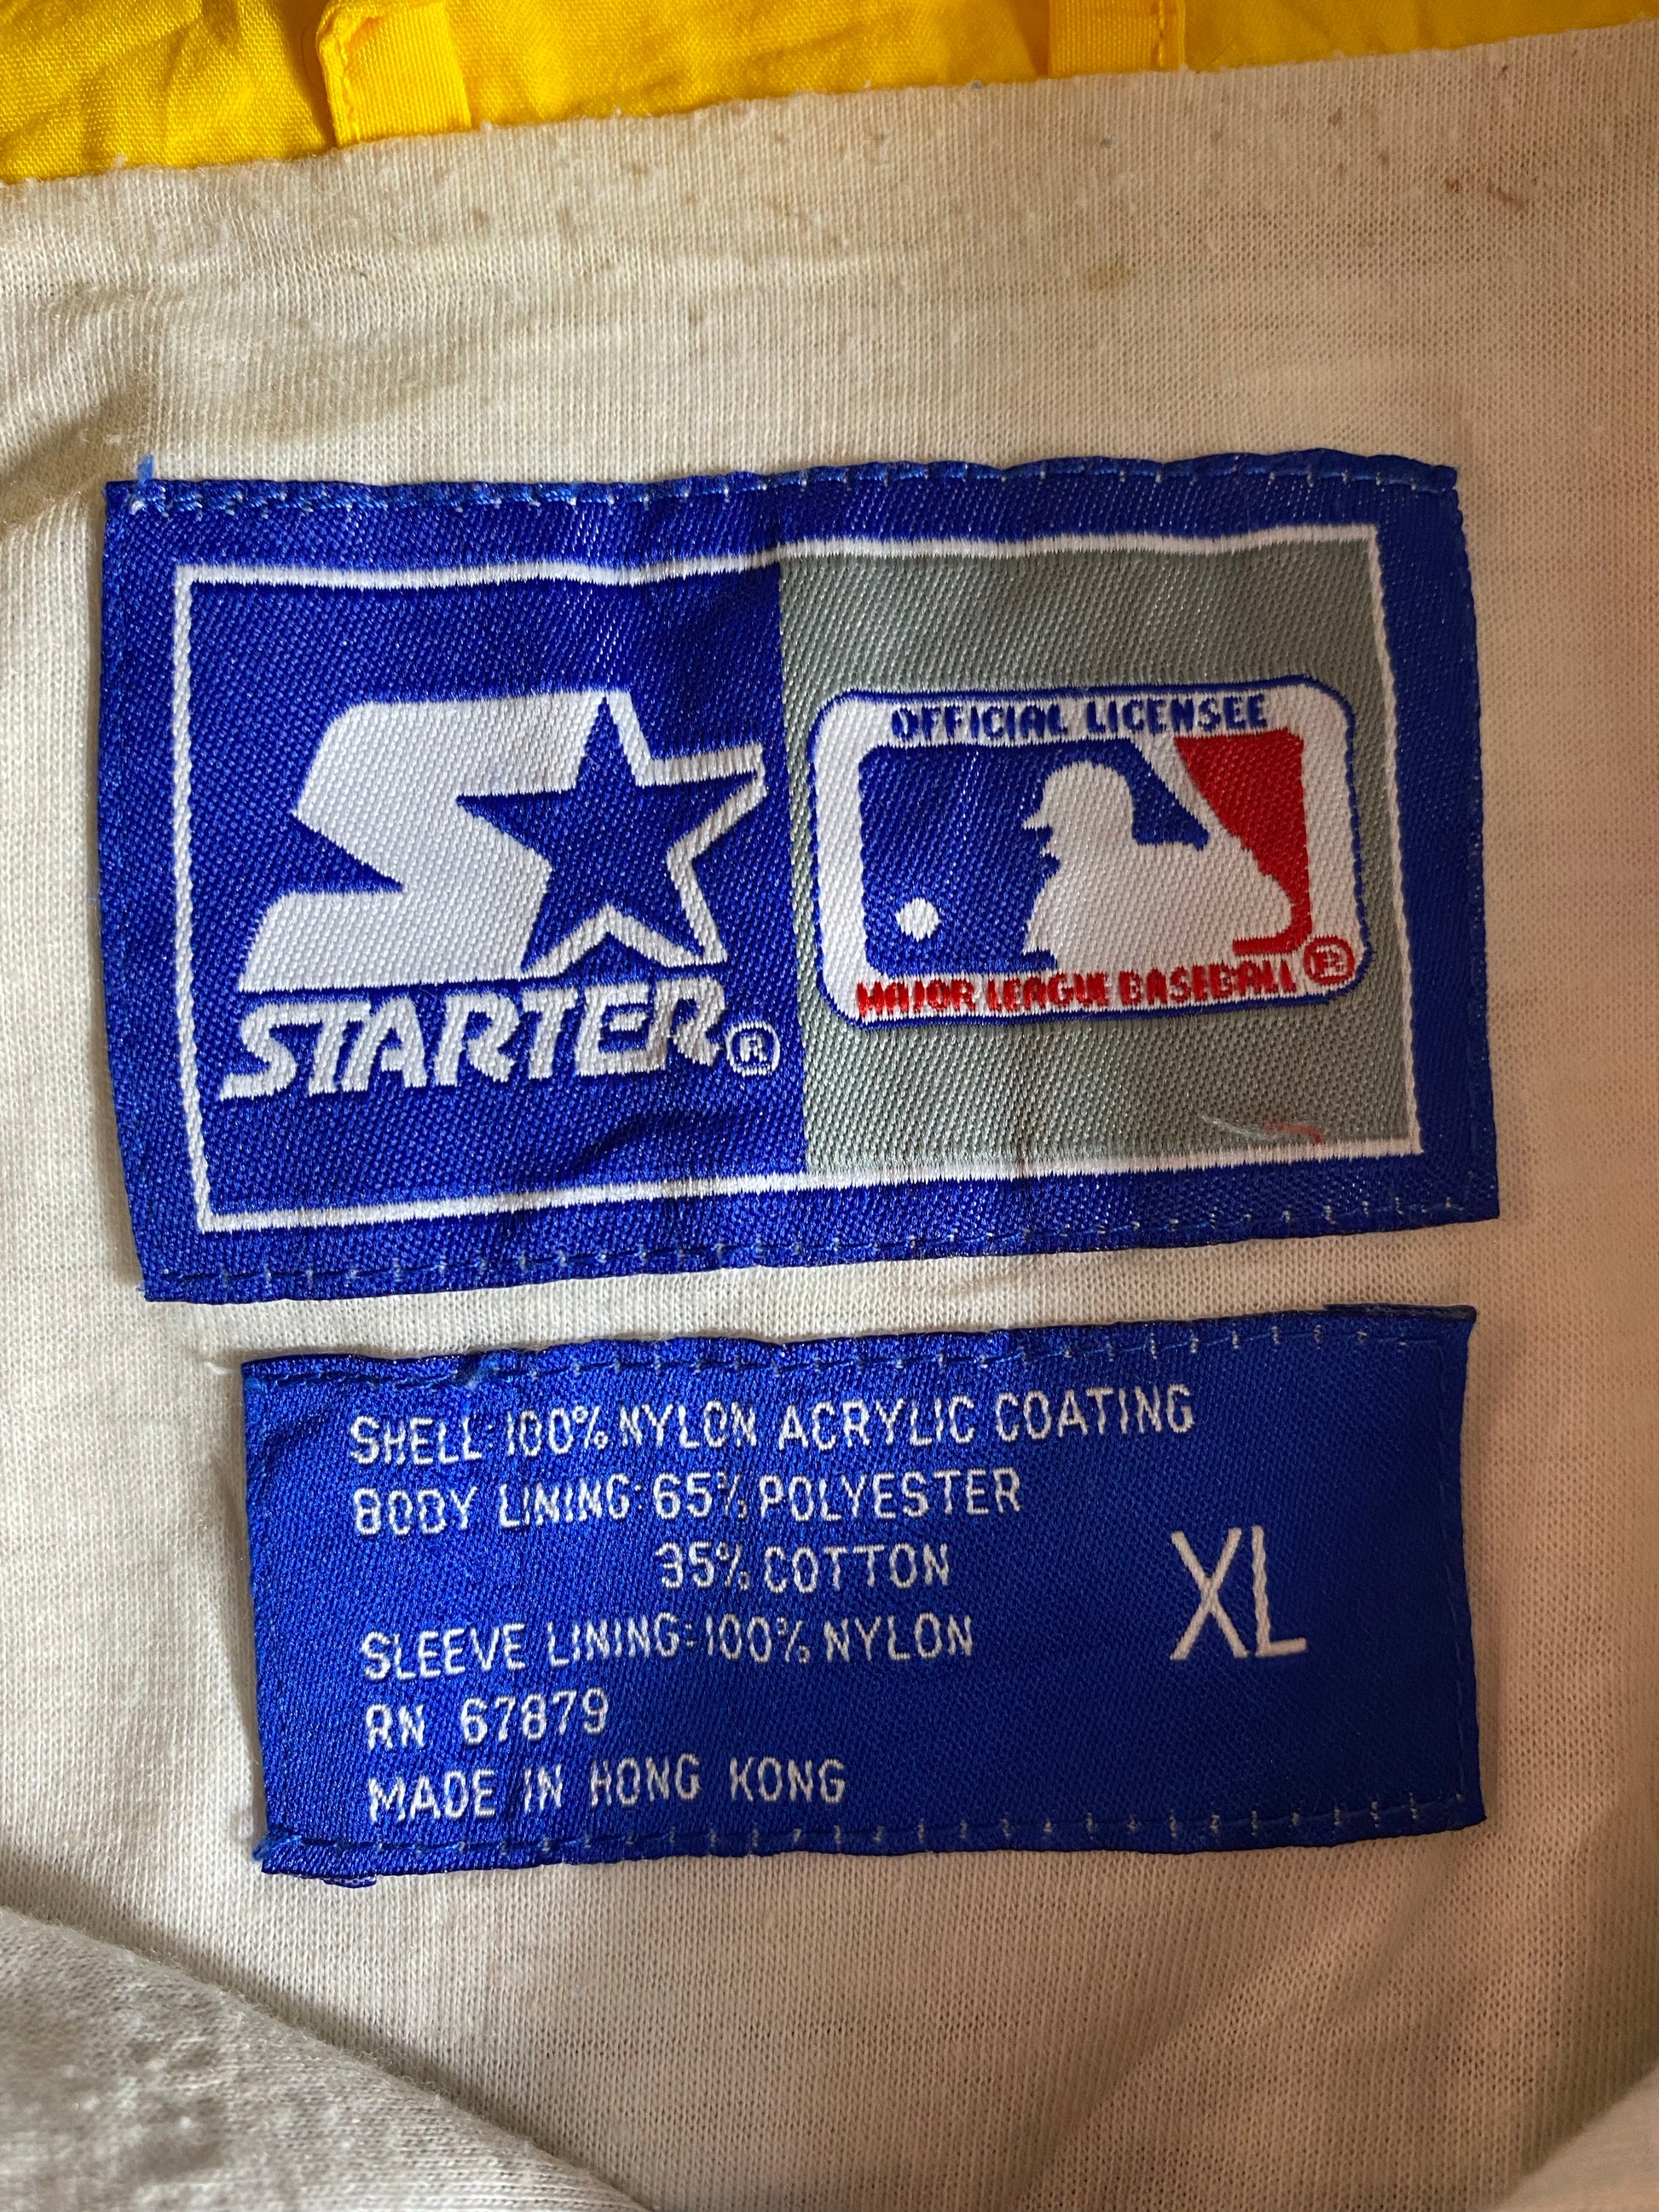 STARTER®
OFFICIAL LICENSEE
MAJOR LEAGUE BASEBALL ®
SHELL: 100% NYLON ACRYLIC COATING
BODY LINING: 65% POLYESTER
35% COTTON
XL
SLEEVE LINING: 100% NYLON
RN 67879
MADE IN HONG KONG